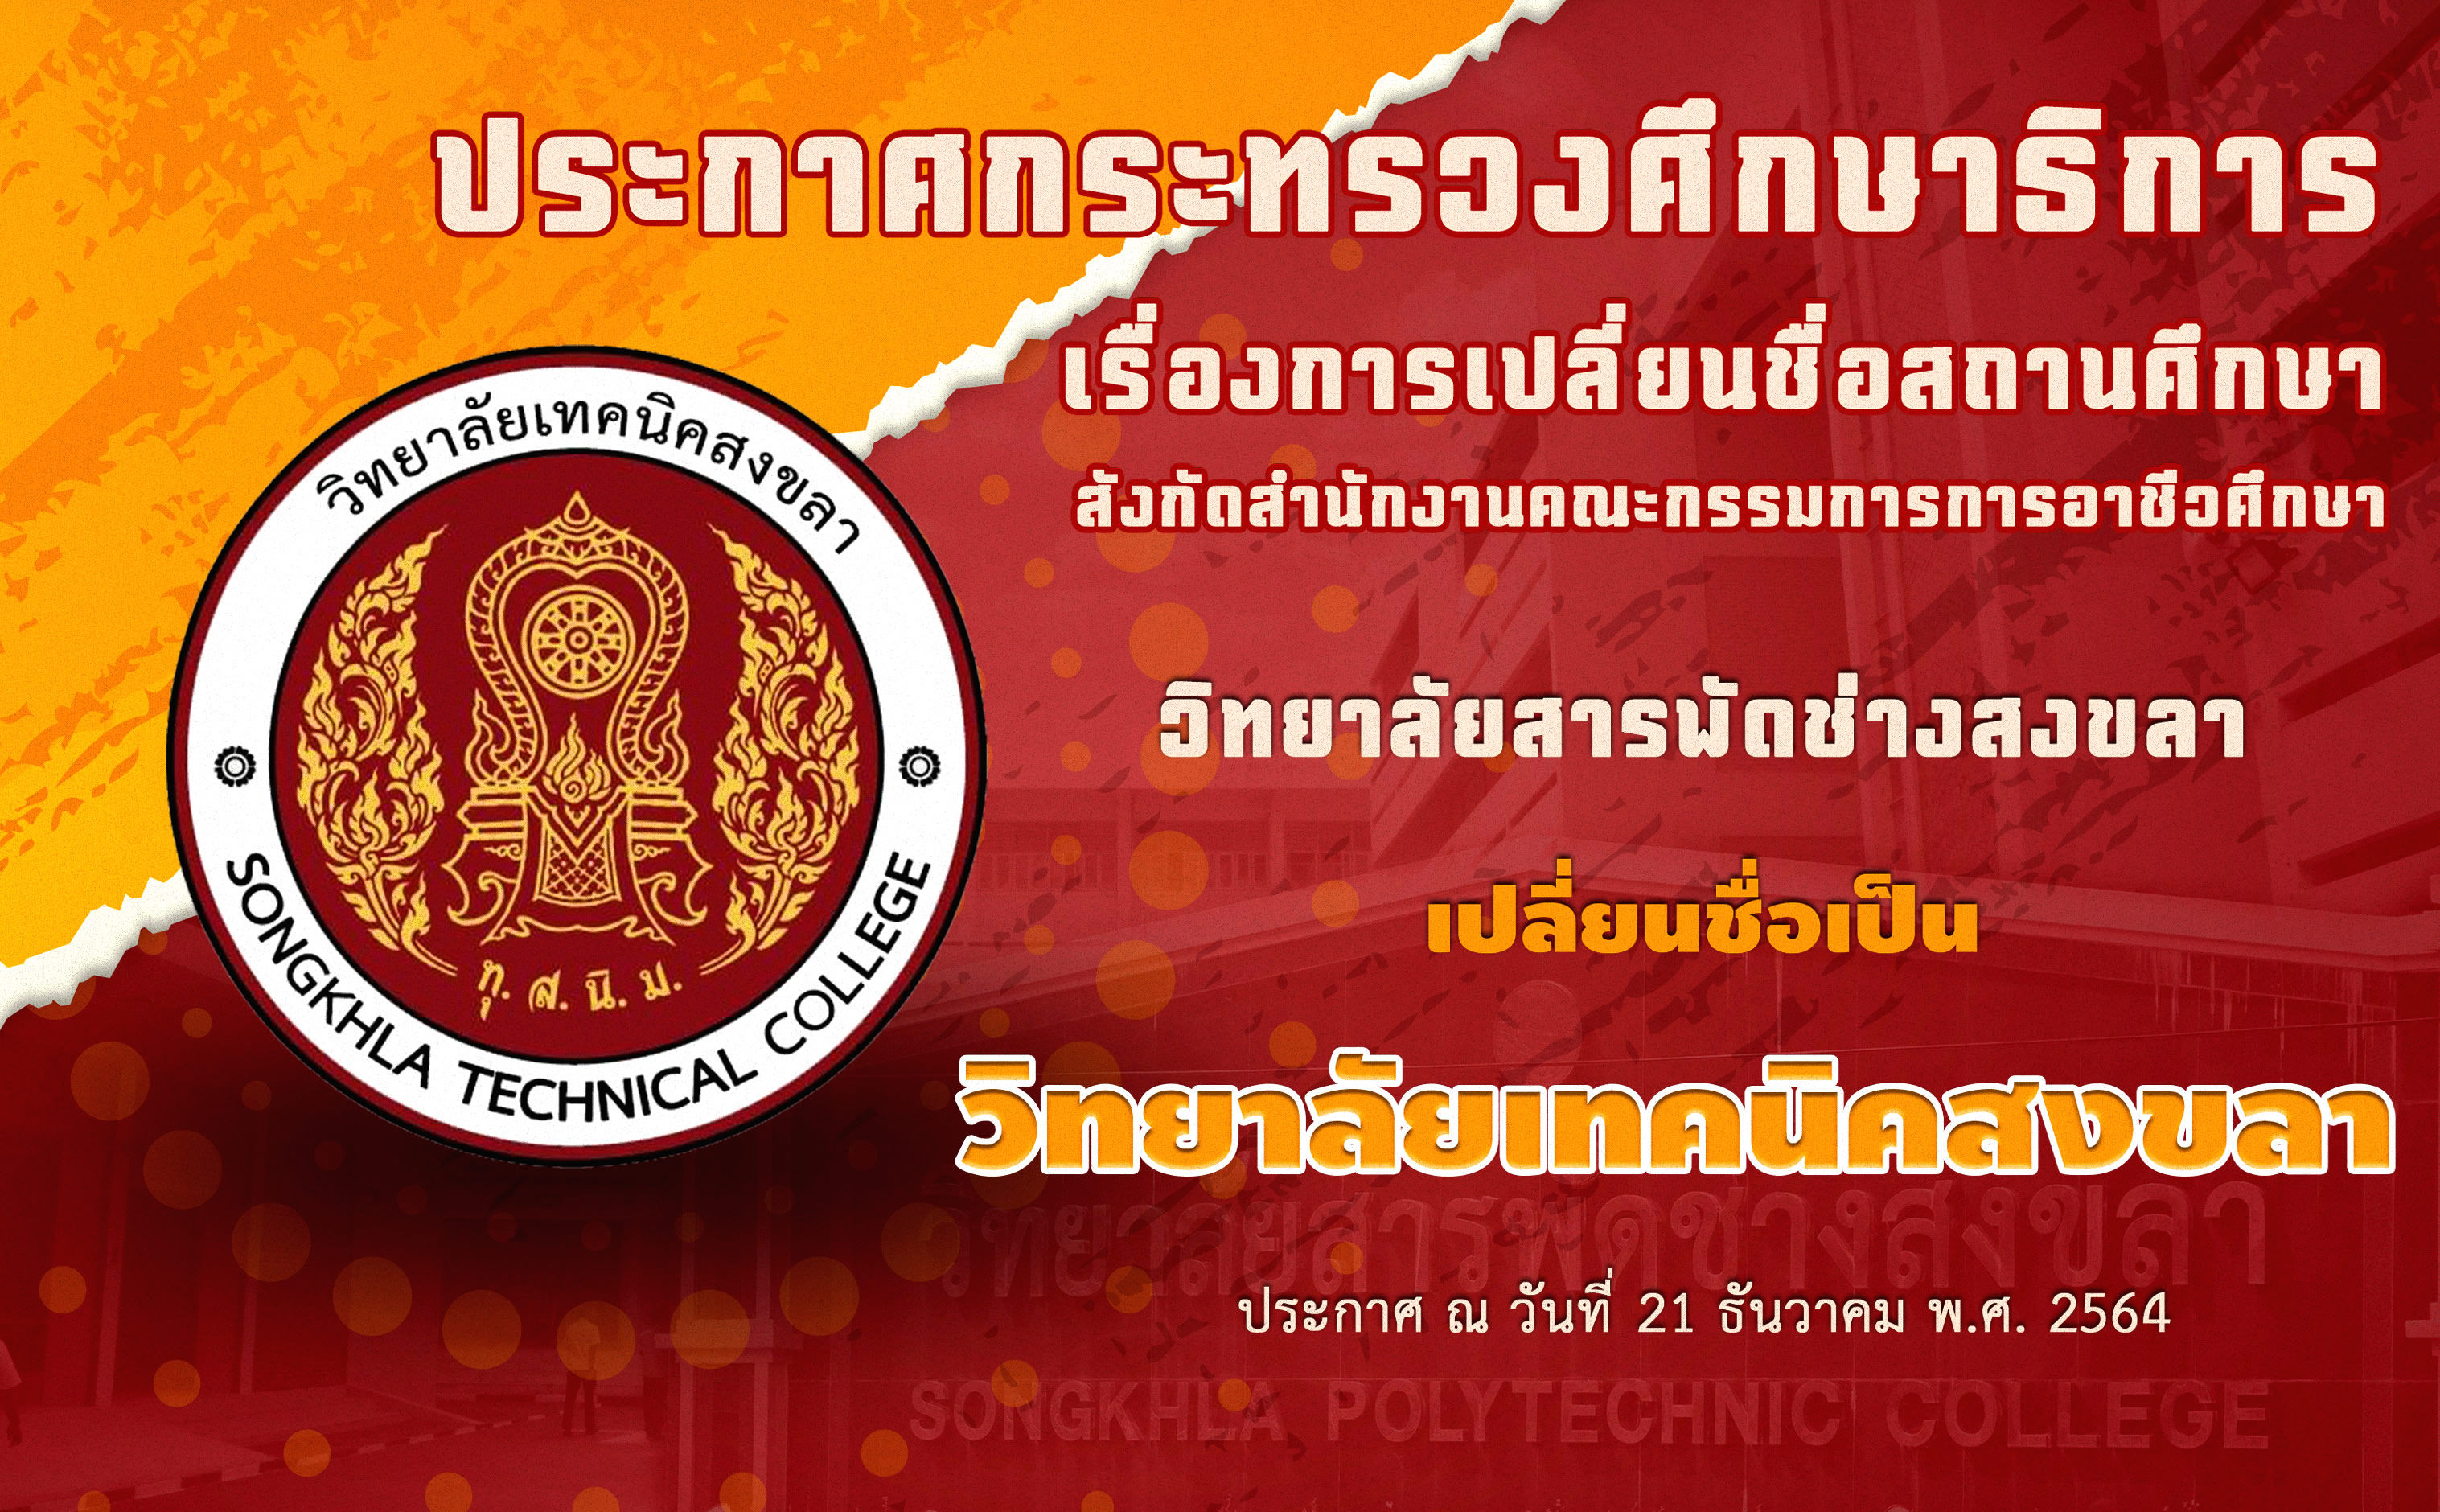 ประกาศกระทรวงศึกษาธิการ
เรื่องการเปลี่ยนชื่อสถานศึกษา
สังกัดสำนักงานคณะกรรมการการอาชีวศึกษา
วิทยาลัยเทคนิคสงขลา
ทุ. ส. นิ. ม.
SONGKHLA TECHNICAL COLLEGE
วิทยาลัยสารพัดช่างสงขลา
เปลี่ยนชื่อเป็น
วิทยาลัยเทคนิคสงขลา
วิทยาลัยสารพัดช่างสงขลา
ประกาศ ณ วันที่ 21 ธันวาคม พ.ศ. 2564
SONGKHLA POLYTECHNIC COLLEGE